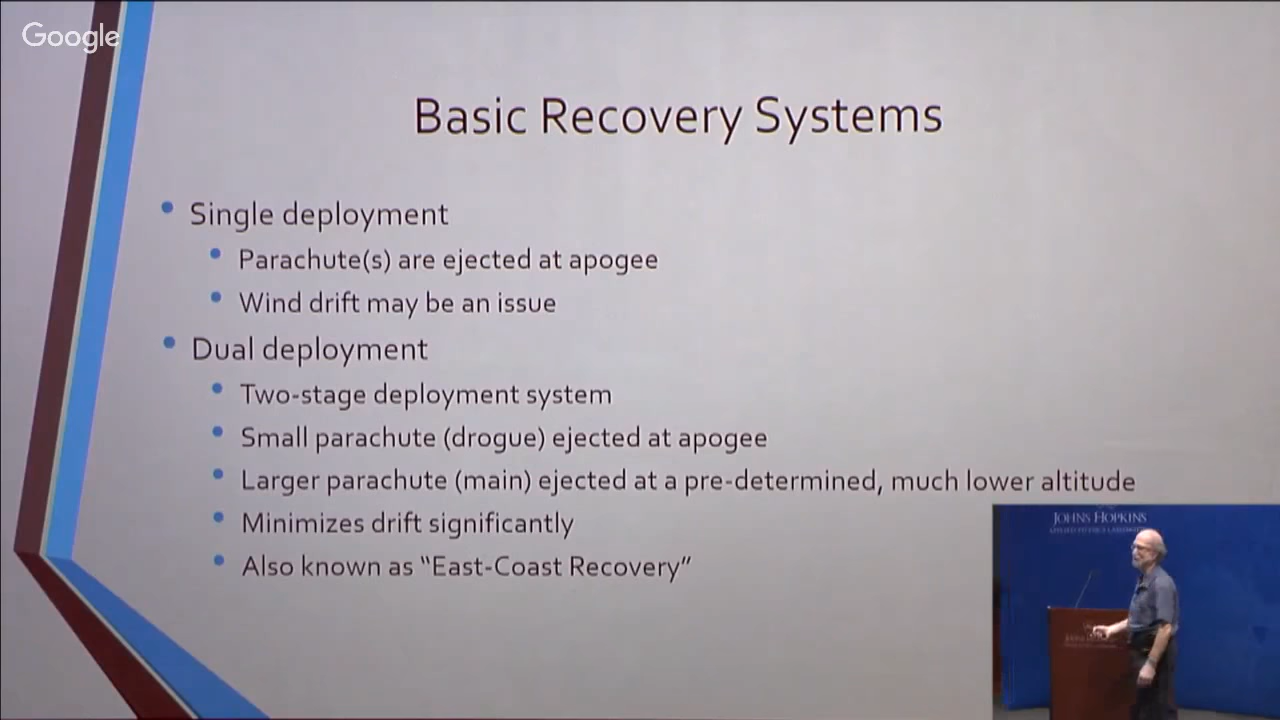 Google
Basic Recovery Systems
Single deployment
Parachute(s) are ejected at apogee
Wind drift may be an issue
Dual deployment
Two-stage deployment system
Small parachute (drogue) ejected at apogee
Larger parachute (main) ejected at a pre-determined, much lower altitude
Minimizes drift significantly
Also known as “East-Coast Recovery”
JOHNS HOPKINS